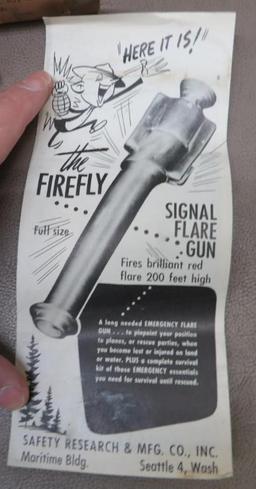 "HERE IT IS!"
the
FIREFLY
Full size
SIGNAL
FLARE
GUN
Fires brilliant red
flare 200 feet high
A long needed EMERGENCY FLARE
GUN . . . to pinpoint your position
to planes, or rescue parties, when
you become lost or injured on land
or water. PLUS a complete survival
kit of those EMERGENCY essentials
you need for survival until rescued.
SAFETY RESEARCH & MFG. CO., INC.
Maritime Bldg. Seattle 4, Wash